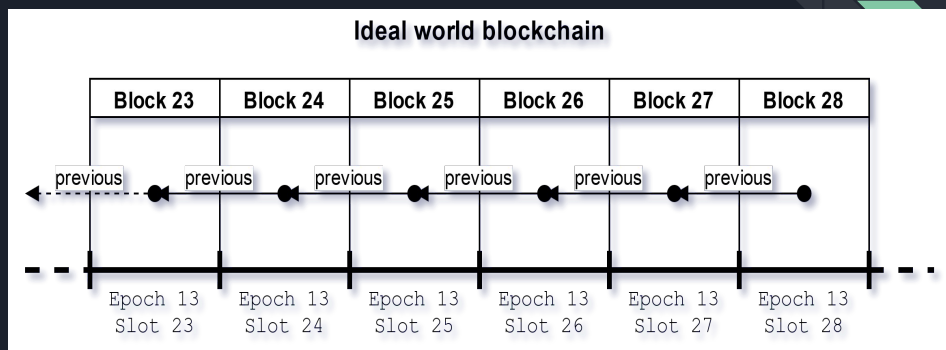 Ideal world blockchain
Block 23 Block 24 Block 25 Block 26 Block 27 Block 28
previous previous previous previous previous previous
Epoch 13 Epoch 13 Epoch 13 Epoch 13 Epoch 13 Epoch 13
Slot 23 Slot 24 Slot 25 Slot 26 Slot 27 Slot 28